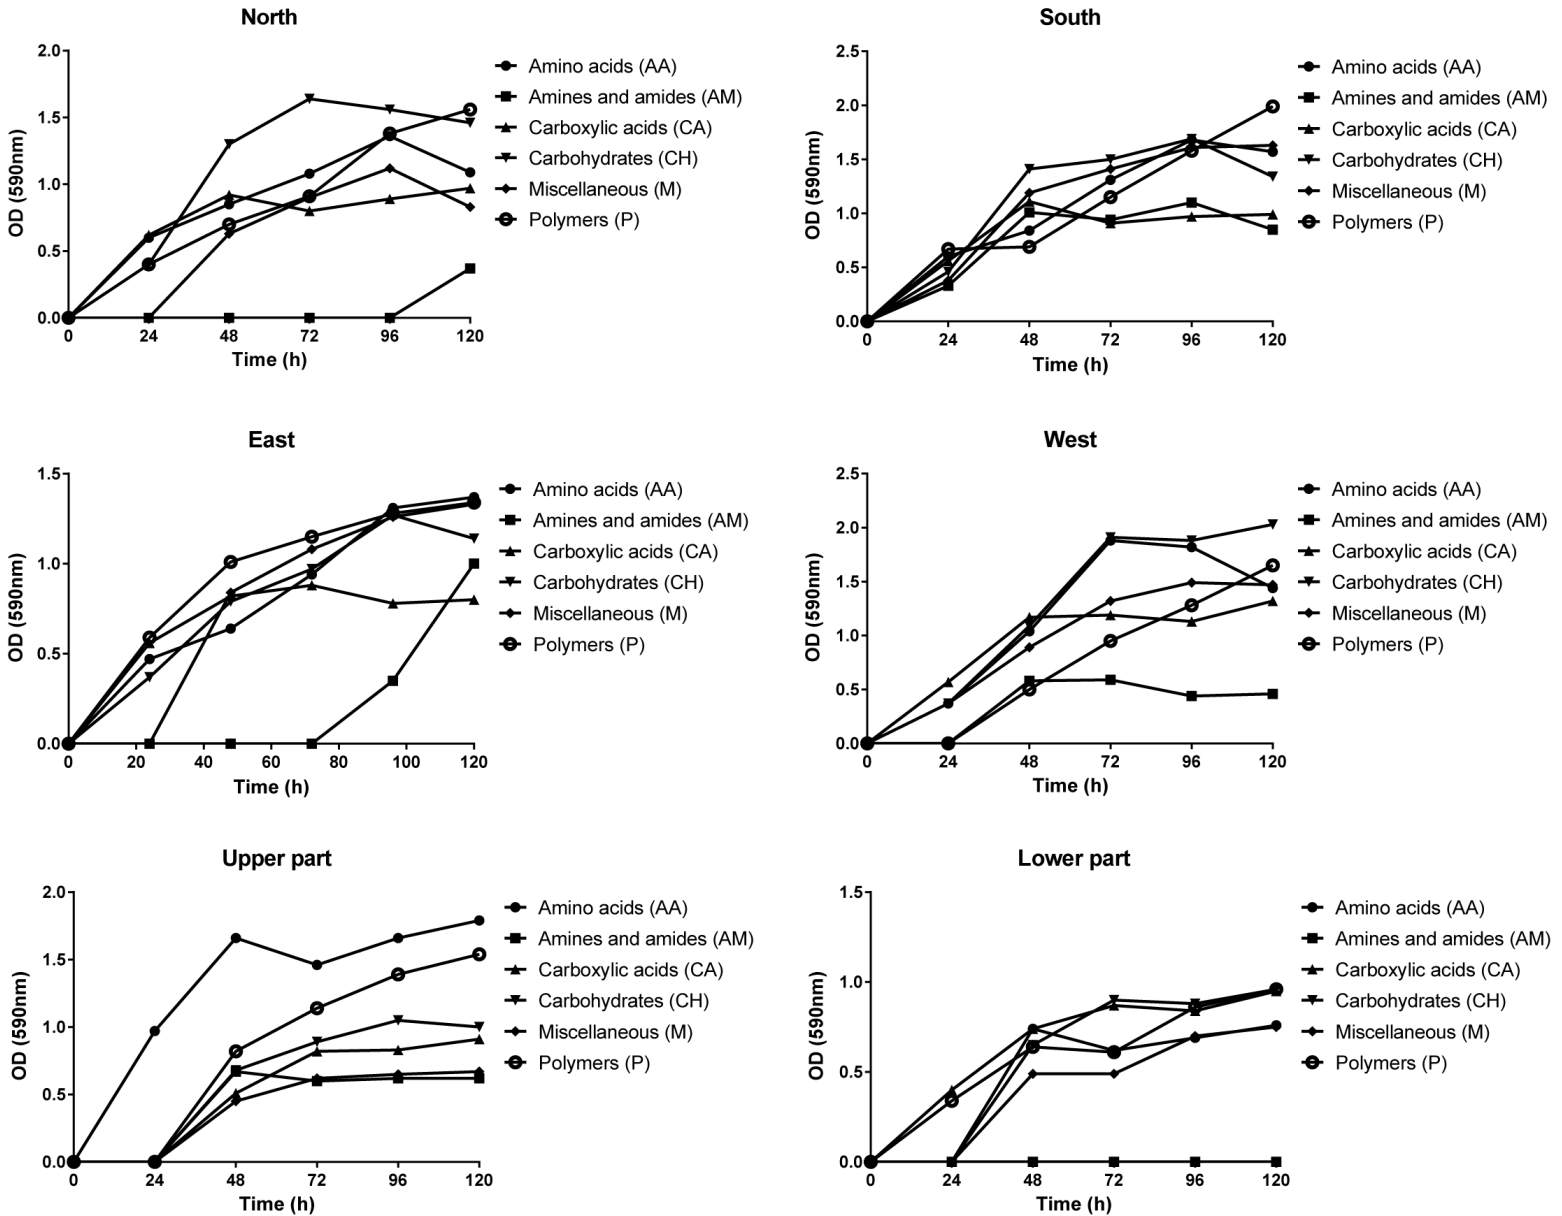 North
2.0
1.5
1.0
0.5
0.0
OD (590nm)
0 24 48 72 96 120
Time (h)
Amino acids (AA)
Amines and amides (AM)
Carboxylic acids (CA)
Carbohydrates (CH)
Miscellaneous (M)
Polymers (P)
South
2.5
2.0
1.5
1.0
0.5
0.0
OD (590nm)
0 24 48 72 96 120
Time (h)
Amino acids (AA)
Amines and amides (AM)
Carboxylic acids (CA)
Carbohydrates (CH)
Miscellaneous (M)
Polymers (P)
East
1.5
1.0
0.5
0.0
OD (590nm)
0 20 40 60 80 100 120
Time (h)
Amino acids (AA)
Amines and amides (AM)
Carboxylic acids (CA)
Carbohydrates (CH)
Miscellaneous (M)
Polymers (P)
West
2.5
2.0
1.5
1.0
0.5
0.0
OD (590nm)
0 24 48 72 96 120
Time (h)
Amino acids (AA)
Amines and amides (AM)
Carboxylic acids (CA)
Carbohydrates (CH)
Miscellaneous (M)
Polymers (P)
Upper part
2.0
1.5
1.0
0.5
0.0
OD (590nm)
0 24 48 72 96 120
Time (h)
Amino acids (AA)
Amines and amides (AM)
Carboxylic acids (CA)
Carbohydrates (CH)
Miscellaneous (M)
Polymers (P)
Lower part
1.5
1.0
0.5
0.0
OD (590nm)
0 24 48 72 96 120
Time (h)
Amino acids (AA)
Amines and amides (AM)
Carboxylic acids (CA)
Carbohydrates (CH)
Miscellaneous (M)
Polymers (P)